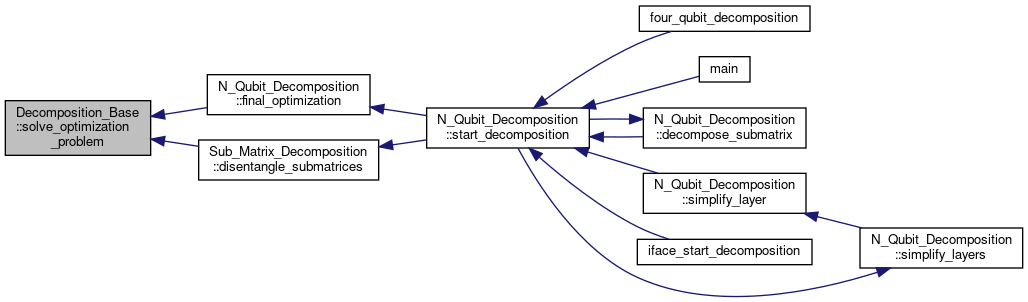 Decomposition_Base
::solve_optimization
_problem
N_Qubit_Decomposition
::final_optimization
Sub_Matrix_Decomposition
::disentangle_submatrices
N_Qubit_Decomposition
::start_decomposition
four_qubit_decomposition
main
N_Qubit_Decomposition
::decompose_submatrix
N_Qubit_Decomposition
::simplify_layer
iface_start_decomposition
N_Qubit_Decomposition
::simplify_layers